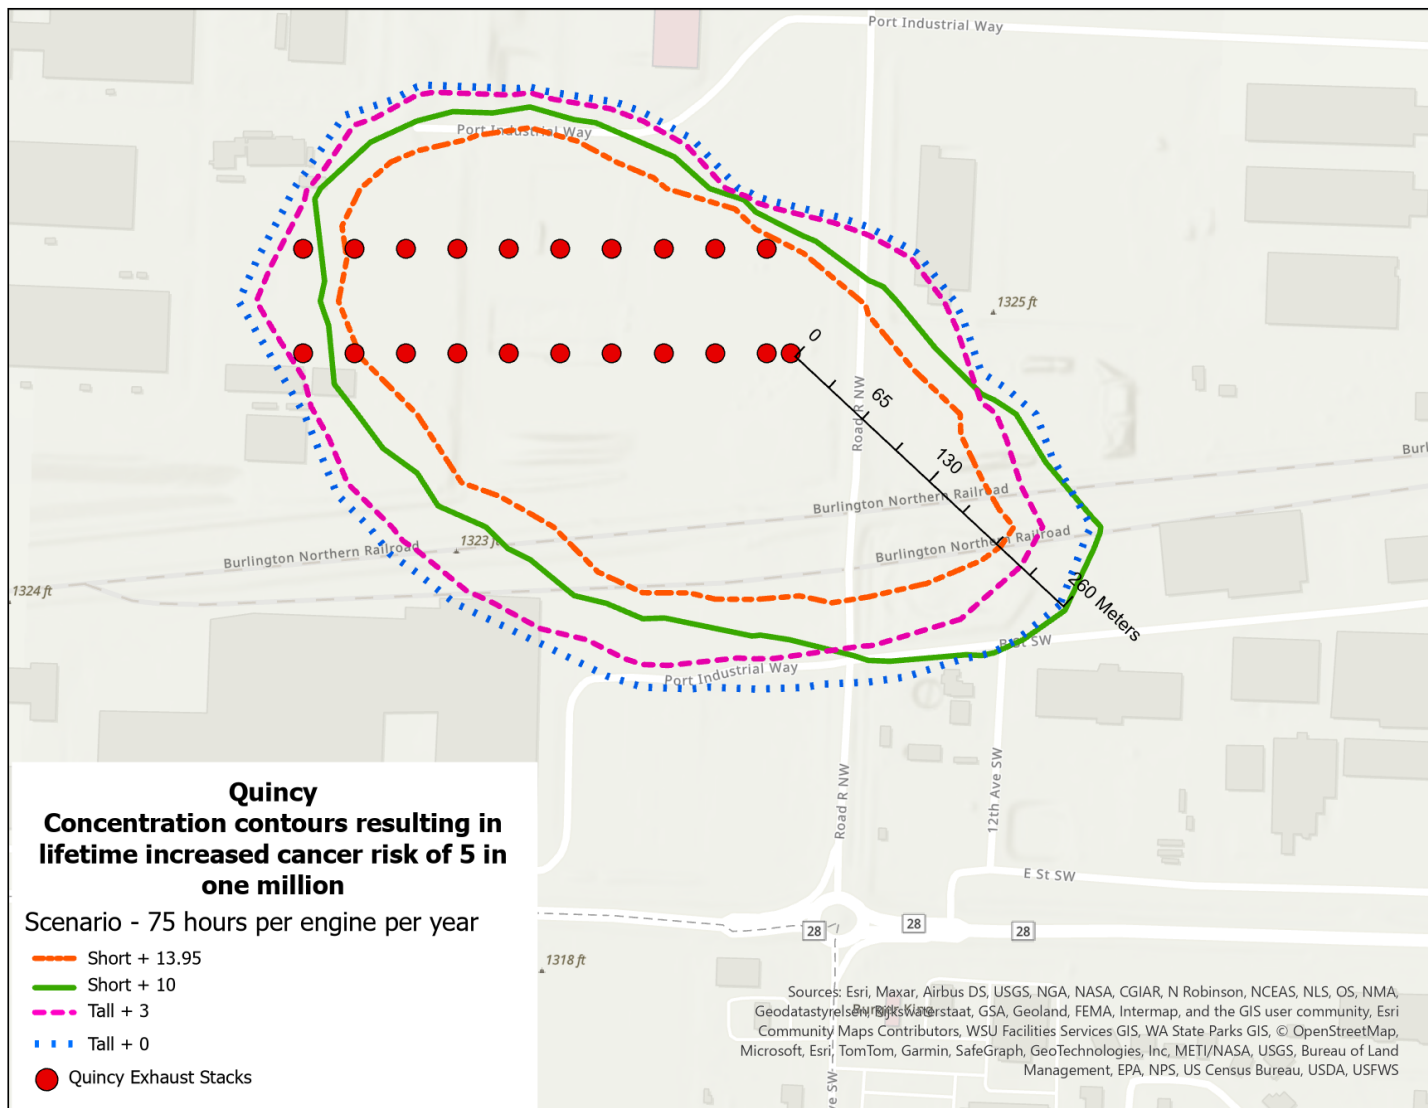 Port Industrial Way
Port Industrial Way
1325 ft
0
65
Road R NW
130
Burl
Burlington Northern Railroad
Burlington Northern Railroad
1323 ft
Burlington Northern Railroad
1324 ft
260 Meters
B St SW
Port Industrial Way
Road R NW
12th Ave SW
E St SW
28
28
28
1318 ft
Burger King
ve SW
Quincy
Concentration contours resulting in
lifetime increased cancer risk of 5 in
one million
Scenario - 75 hours per engine per year
Short + 13.95
Short + 10
Tall + 3
Tall + 0
Quincy Exhaust Stacks
Sources: Esri, Maxar, Airbus DS, USGS, NGA, NASA, CGIAR, N Robinson, NCEAS, NLS, OS, NMA,
Geodatastyrelsen, Rijkswaterstaat, GSA, Geoland, FEMA, Intermap, and the GIS user community, Esri
Community Maps Contributors, WSU Facilities Services GIS, WA State Parks GIS, © OpenStreetMap,
Microsoft, Esri, TomTom, Garmin, SafeGraph, GeoTechnologies, Inc, METI/NASA, USGS, Bureau of Land
Management, EPA, NPS, US Census Bureau, USDA, USFWS